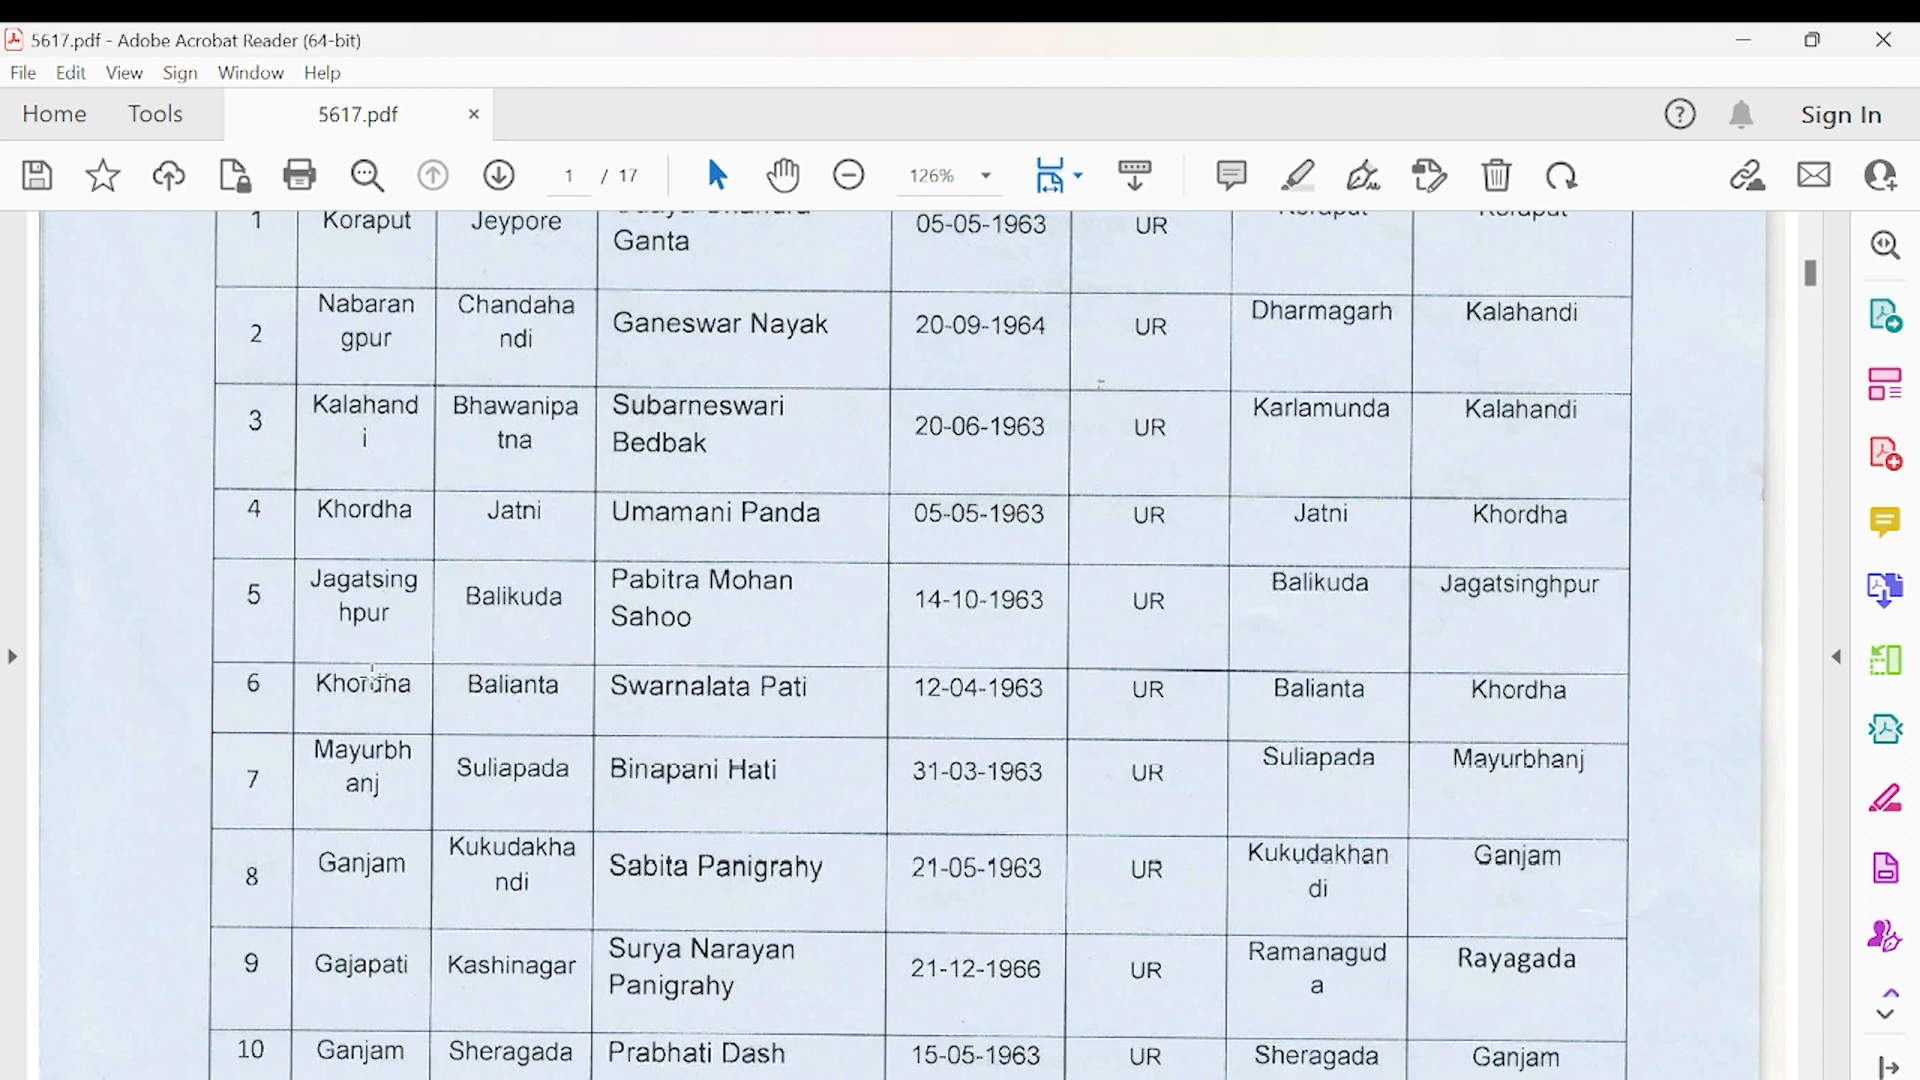 5617.pdf - Adobe Acrobat Reader (64-bit)
File Edit View Sign Window Help
Home Tools 5617.pdf Sign In
1 / 17 126%
1 Koraput Jeypore Ganta 05-05-1963 UR Koraput Koraput
2 Nabaran Chandaha Ganeswar Nayak 20-09-1964 UR Dharmagarh Kalahandi
gpur ndi
3 Kalahand Bhawanipa Subarneswari 20-06-1963 UR Karlamunda Kalahandi
i tna Bedbak
4 Khordha Jatni Umamani Panda 05-05-1963 UR Jatni Khordha
5 Jagatsing Balikuda Pabitra Mohan 14-10-1963 UR Balikuda Jagatsinghpur
hpur Sahoo
6 Khordha Balianta Swarnalata Pati 12-04-1963 UR Balianta Khordha
7 Mayurbh Suliapada Binapani Hati 31-03-1963 UR Suliapada Mayurbhanj
anj
8 Ganjam Kukudakha Sabita Panigrahy 21-05-1963 UR Kukudakhan Ganjam
ndi di
9 Gajapati Kashinagar Surya Narayan 21-12-1966 UR Ramanagud Rayagada
Panigrahy a
10 Ganjam Sheragada Prabhati Dash 15-05-1963 UR Sheragada Ganjam